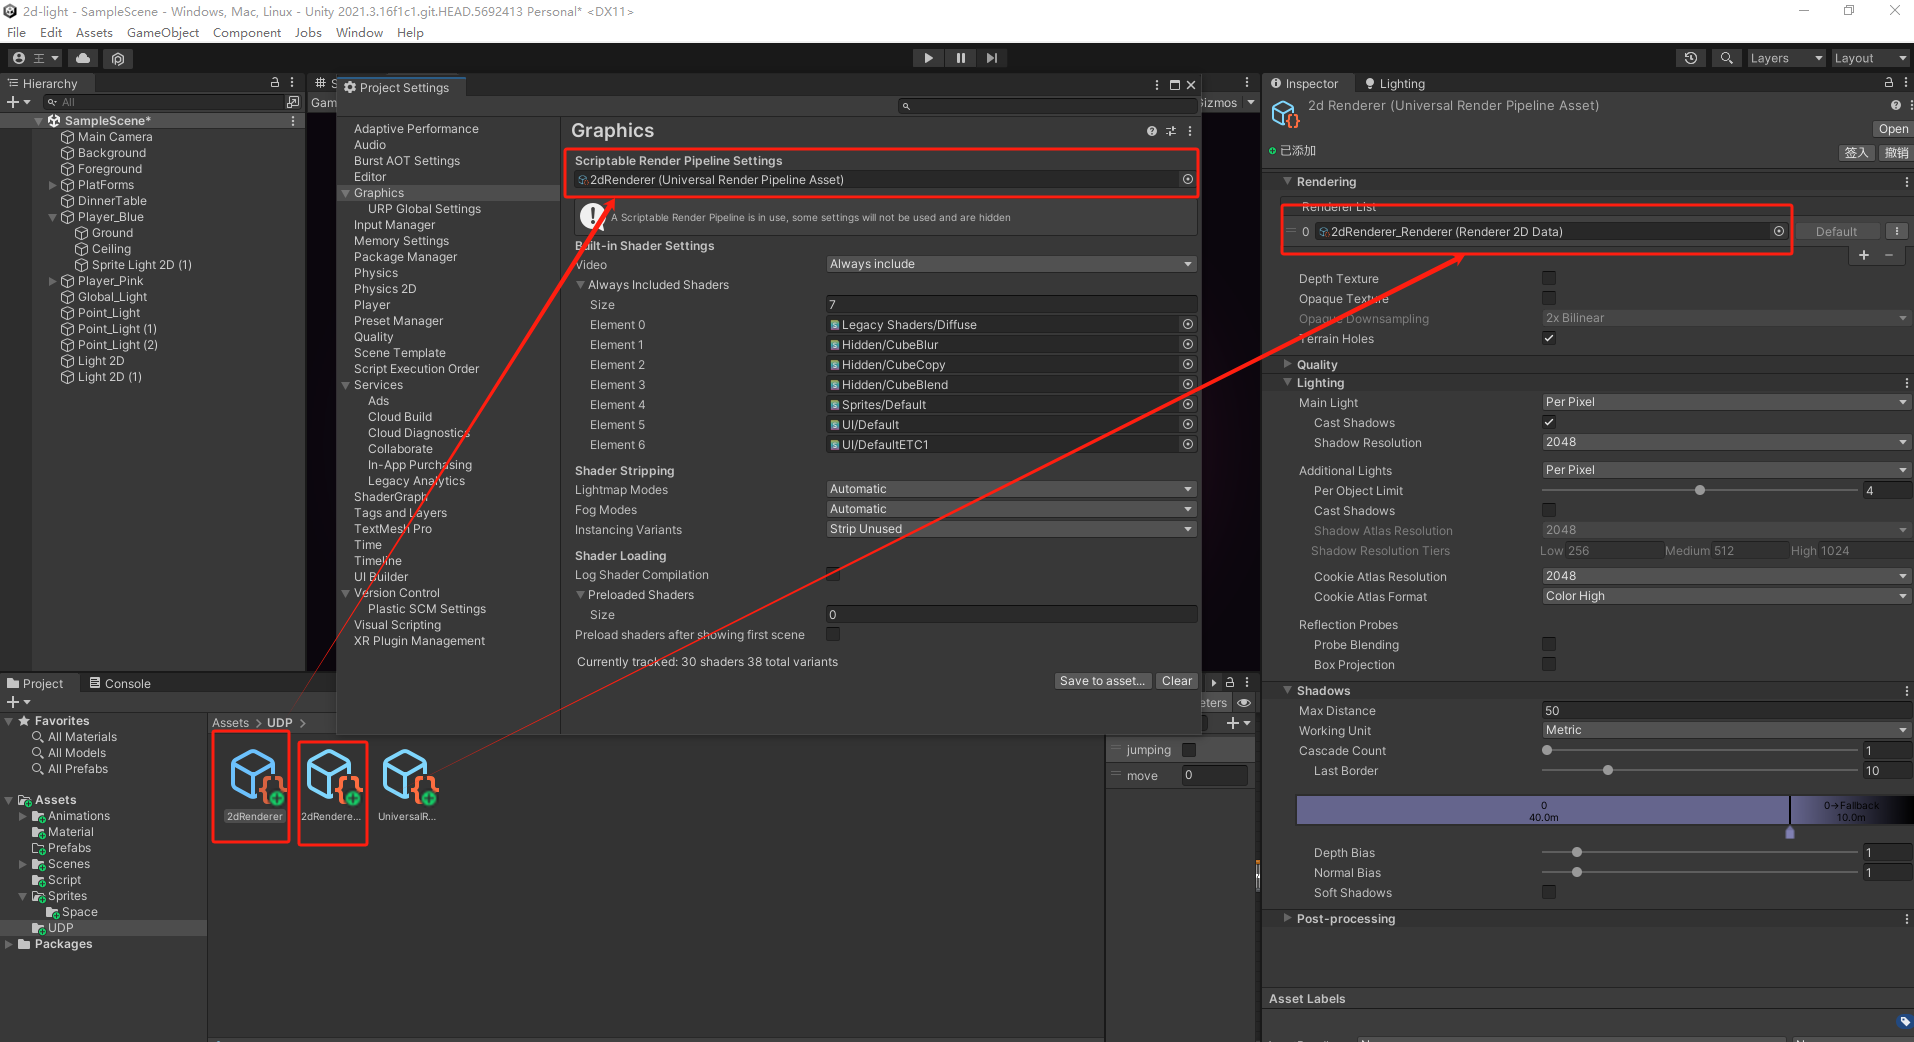 2d-light - SampleScene - Windows, Mac, Linux - Unity 2021.3.16f1c1.git.HEAD.5692413 Personal* <DX11>
File Edit Assets GameObject Component Jobs Window Help
王
Layers
Layout
Hierarchy
All
SampleScene*
Main Camera
Background
Foreground
PlatForms
DinnerTable
Player_Blue
Ground
Ceiling
Sprite Light 2D (1)
Player_Pink
Global_Light
Point_Light
Point_Light (1)
Point_Light (2)
Light 2D
Light 2D (1)
Gam
Project Settings
Adaptive Performance
Audio
Burst AOT Settings
Editor
Graphics
URP Global Settings
Input Manager
Memory Settings
Package Manager
Physics
Physics 2D
Player
Preset Manager
Quality
Scene Template
Script Execution Order
Services
Ads
Cloud Build
Cloud Diagnostics
Collaborate
In-App Purchasing
Legacy Analytics
ShaderGraph
Tags and Layers
TextMesh Pro
Time
Timeline
UI Builder
Version Control
Plastic SCM Settings
Visual Scripting
XR Plugin Management
Graphics
Scriptable Render Pipeline Settings
2dRenderer (Universal Render Pipeline Asset)
A Scriptable Render Pipeline is in use, some settings will not be used and are hidden
Built-in Shader Settings
Video Always include
Always Included Shaders
Size 7
Element 0 Legacy Shaders/Diffuse
Element 1 Hidden/CubeBlur
Element 2 Hidden/CubeCopy
Element 3 Hidden/CubeBlend
Element 4 Sprites/Default
Element 5 UI/Default
Element 6 UI/DefaultETC1
Shader Stripping
Lightmap Modes Automatic
Fog Modes Automatic
Instancing Variants Strip Unused
Shader Loading
Log Shader Compilation
Preloaded Shaders
Size 0
Preload shaders after showing first scene
Currently tracked: 30 shaders 38 total variants
Save to asset... Clear
Gizmos
eters
jumping
move 0
Project Console
Favorites
All Materials
All Models
All Prefabs
Assets
Animations
Material
Prefabs
Scenes
Script
Sprites
Space
UDP
Packages
Assets > UDP >
2dRenderer 2dRendere... UniversalR...
Inspector Lighting
2d Renderer (Universal Render Pipeline Asset)
Open
已添加
签入 撤销
Rendering
Renderer List
0 2dRenderer_Renderer (Renderer 2D Data) Default
Depth Texture
Opaque Texture
Opaque Downsampling 2x Bilinear
Terrain Holes
Quality
Lighting
Main Light Per Pixel
Cast Shadows
Shadow Resolution 2048
Additional Lights Per Pixel
Per Object Limit 4
Cast Shadows
Shadow Atlas Resolution 2048
Shadow Resolution Tiers Low 256 Medium 512 High 1024
Cookie Atlas Resolution 2048
Cookie Atlas Format Color High
Reflection Probes
Probe Blending
Box Projection
Shadows
Max Distance 50
Working Unit Metric
Cascade Count 1
Last Border 10
0 0→Fallback
40.0m 10.0m
Depth Bias 1
Normal Bias 1
Soft Shadows
Post-processing
Asset Labels